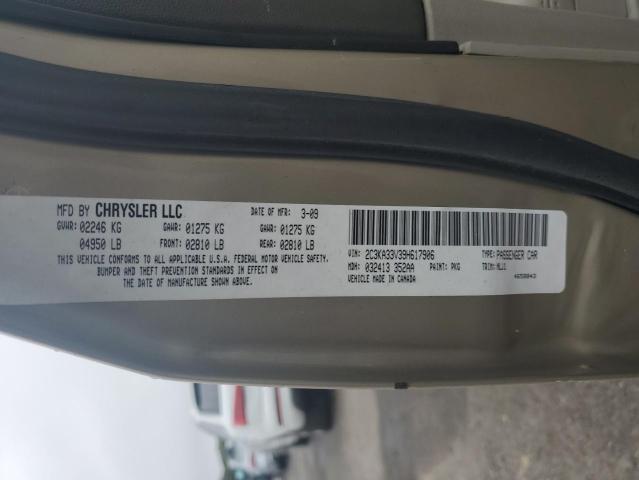 MFD BY CHRYSLER LLC DATE OF MFR: 3-09
GVWR: 02246 KG GAWR: 01275 KG GAWR: 01275 KG
04950 LB FRONT: 02810 LB REAR: 02810 LB
THIS VEHICLE CONFORMS TO ALL U.S.A. FEDERAL MOTOR VEHICLE SAFETY,
BUMPER AND THEFT PREVENTION STANDARDS IN EFFECT ON
THE DATE OF MANUFACTURE SHOWN ABOVE.
VIN: 2C3KA33V39H617906 TYPE: PASSENGER CAR
MDH: 032413 352AA PAINT: PKG TRIM: MLU1
VEHICLE MADE IN CANADA